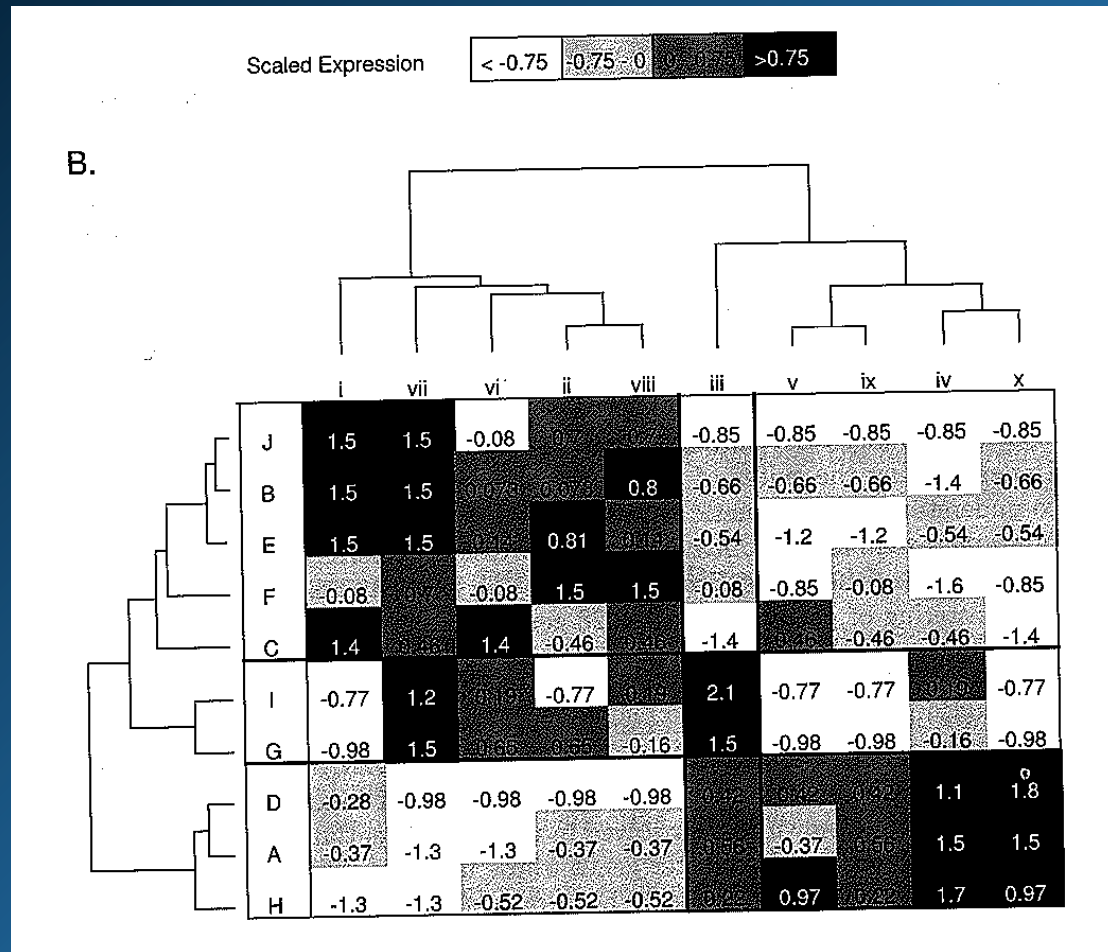 Scaled Expression < -0.75 -0.75 - 0 >0.75
B.
i vii vi ii viii iii v ix iv x
J 1.5 1.5 -0.08 -0.85 -0.85 -0.85 -0.85 -0.85
B 1.5 1.5 0.073 0.073 0.8 -0.66 -0.66 -0.66 -1.4 -0.66
E 1.5 1.5 0.81 -0.54 -1.2 -1.2 -0.54 -0.54
F -0.08 -0.08 1.5 1.5 -0.08 -0.85 -0.08 -1.6 -0.85
C 1.4 1.4 -0.46 -1.4 -0.46 -0.46 -1.4
I -0.77 1.2 -0.77 2.1 -0.77 -0.77 -0.77
G -0.98 1.5 -0.16 1.5 -0.98 -0.98 -0.16 -0.98
D -0.28 -0.98 -0.98 -0.98 -0.98 1.1 1.8
A -0.37 -1.3 -1.3 -0.37 -0.37 -0.37 1.5 1.5
H -1.3 -1.3 -0.52 -0.52 -0.52 0.97 1.7 0.97